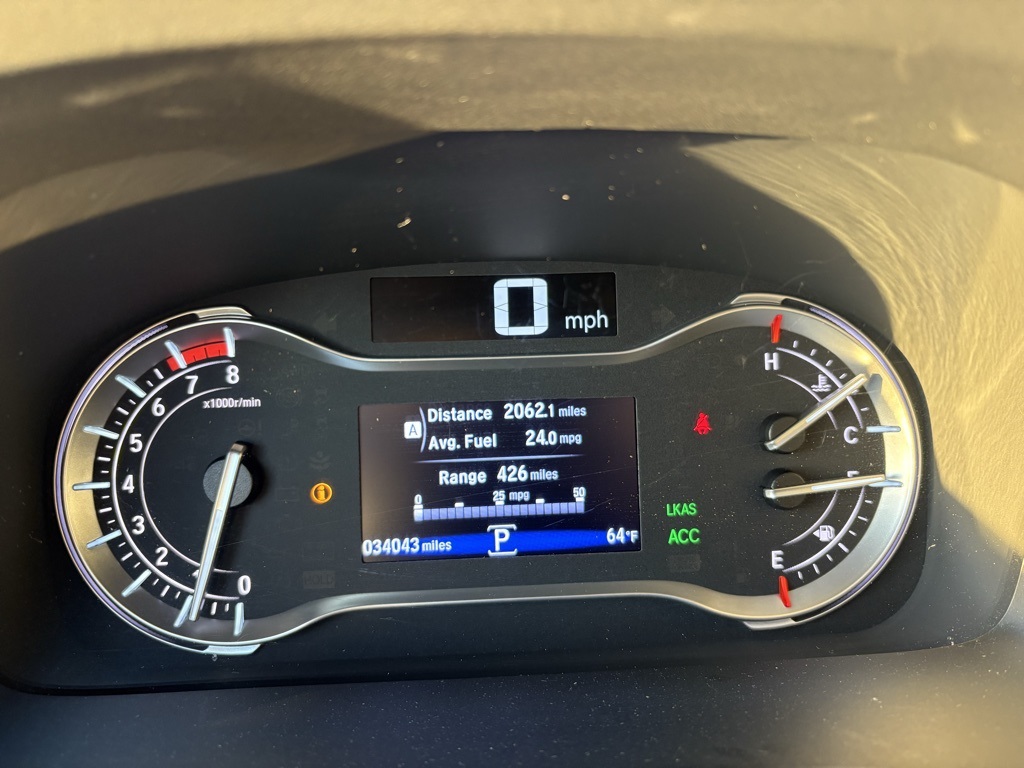 0 mph
8
7
6
5
4
3
2
0
x1000r/min
A
Distance 2062.1 miles
Avg. Fuel 24.0 mpg
Range 426 miles
0 25 mpg 50
034043 miles P 64°F
i
LKAS
ACC
H
C
F
E